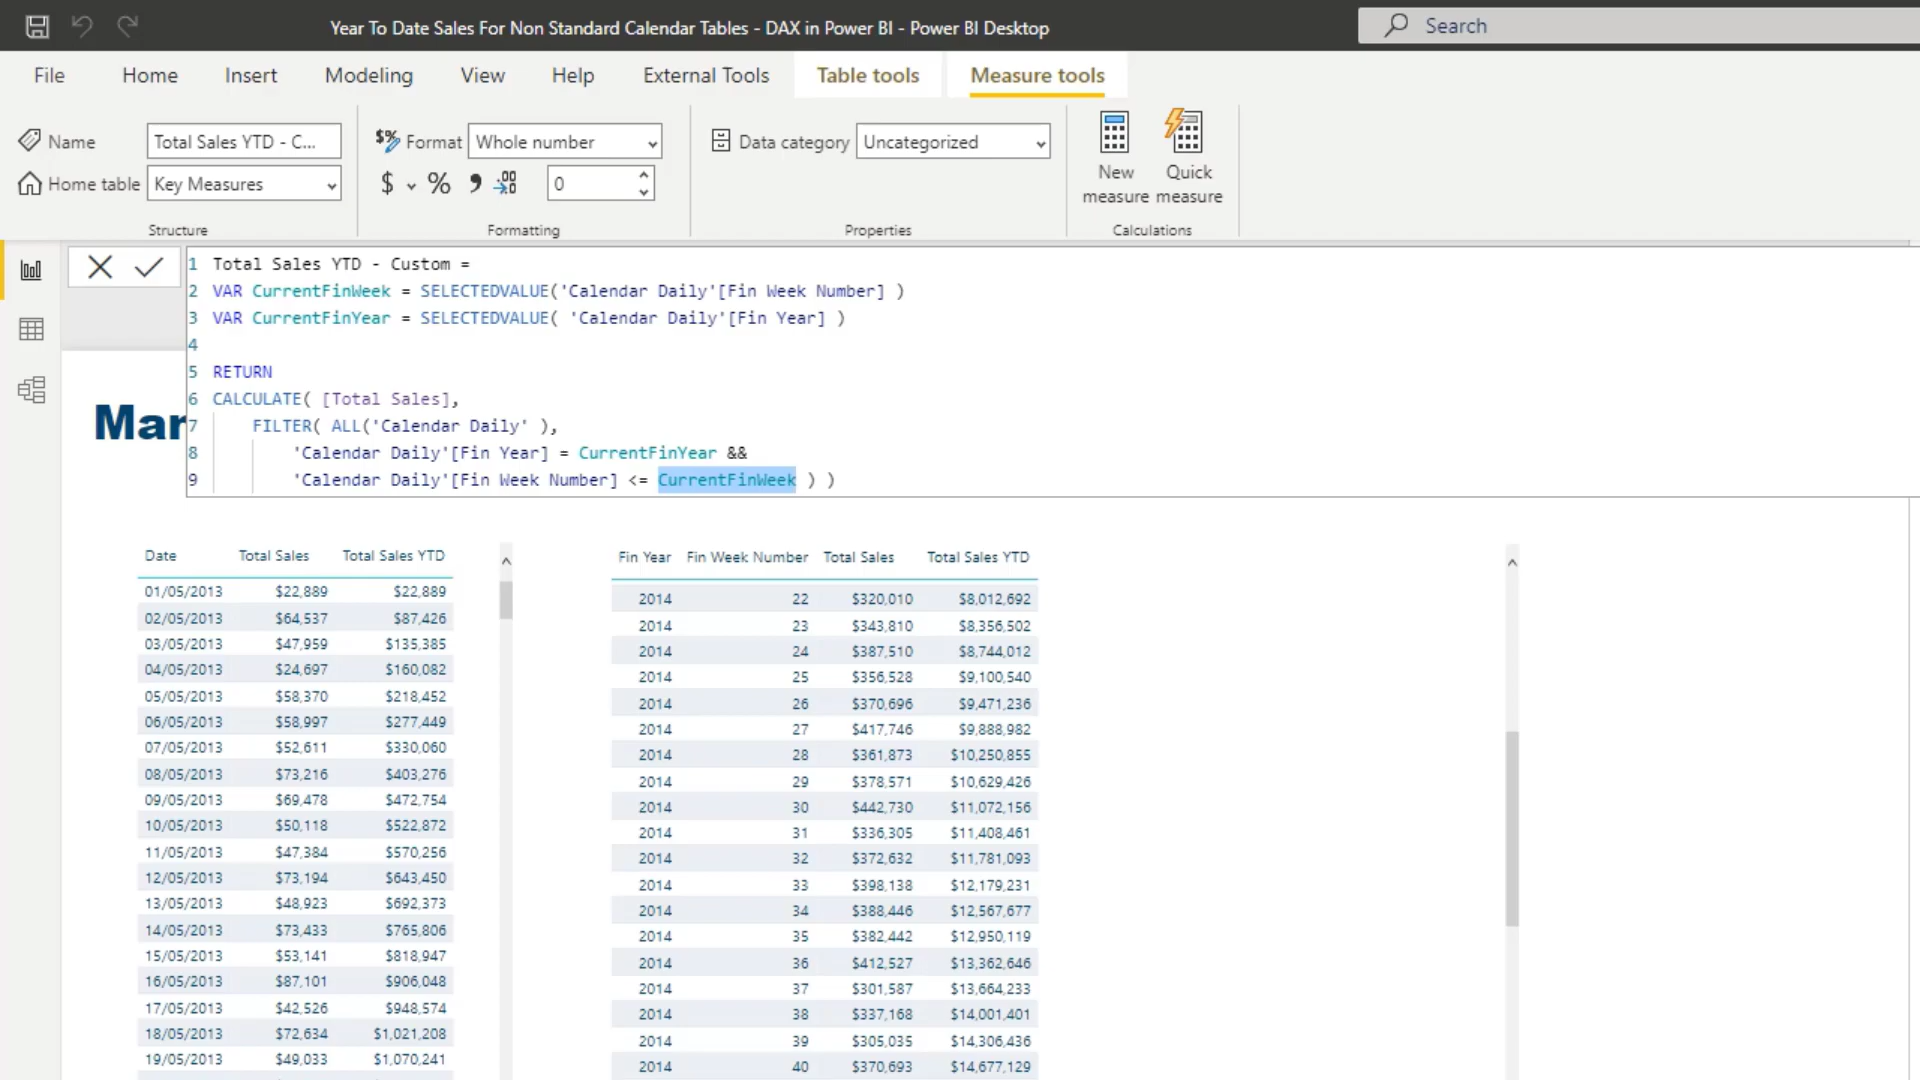 Year To Date Sales For Non Standard Calendar Tables - DAX in Power BI - Power BI Desktop
Search
File Home Insert Modeling View Help External Tools Table tools Measure tools
Name Total Sales YTD - C...
Home table Key Measures
Structure
$% Format Whole number
$ % 0
Formatting
Data category Uncategorized
Properties
New measure
Quick measure
Calculations
1 Total Sales YTD - Custom =
2 VAR CurrentFinWeek = SELECTEDVALUE('Calendar Daily'[Fin Week Number] )
3 VAR CurrentFinYear = SELECTEDVALUE( 'Calendar Daily'[Fin Year] )
4
5 RETURN
6 CALCULATE( [Total Sales],
7 FILTER( ALL('Calendar Daily' ),
8 'Calendar Daily'[Fin Year] = CurrentFinYear &&
9 'Calendar Daily'[Fin Week Number] <= CurrentFinWeek ) )
Mar
Date Total Sales Total Sales YTD
01/05/2013 $22,889 $22,889
02/05/2013 $64,537 $87,426
03/05/2013 $47,959 $135,385
04/05/2013 $24,697 $160,082
05/05/2013 $58,370 $218,452
06/05/2013 $58,997 $277,449
07/05/2013 $52,611 $330,060
08/05/2013 $73,216 $403,276
09/05/2013 $69,478 $472,754
10/05/2013 $50,118 $522,872
11/05/2013 $47,384 $570,256
12/05/2013 $73,194 $643,450
13/05/2013 $48,923 $692,373
14/05/2013 $73,433 $765,806
15/05/2013 $53,141 $818,947
16/05/2013 $87,101 $906,048
17/05/2013 $42,526 $948,574
18/05/2013 $72,634 $1,021,208
19/05/2013 $49,033 $1,070,241
Fin Year Fin Week Number Total Sales Total Sales YTD
2014 22 $320,010 $8,012,692
2014 23 $343,810 $8,356,502
2014 24 $387,510 $8,744,012
2014 25 $356,528 $9,100,540
2014 26 $370,696 $9,471,236
2014 27 $417,746 $9,888,982
2014 28 $361,873 $10,250,855
2014 29 $378,571 $10,629,426
2014 30 $442,730 $11,072,156
2014 31 $336,305 $11,408,461
2014 32 $372,632 $11,781,093
2014 33 $398,138 $12,179,231
2014 34 $388,446 $12,567,677
2014 35 $382,442 $12,950,119
2014 36 $412,527 $13,362,646
2014 37 $301,587 $13,664,233
2014 38 $337,168 $14,001,401
2014 39 $305,035 $14,306,436
2014 40 $370,693 $14,677,129